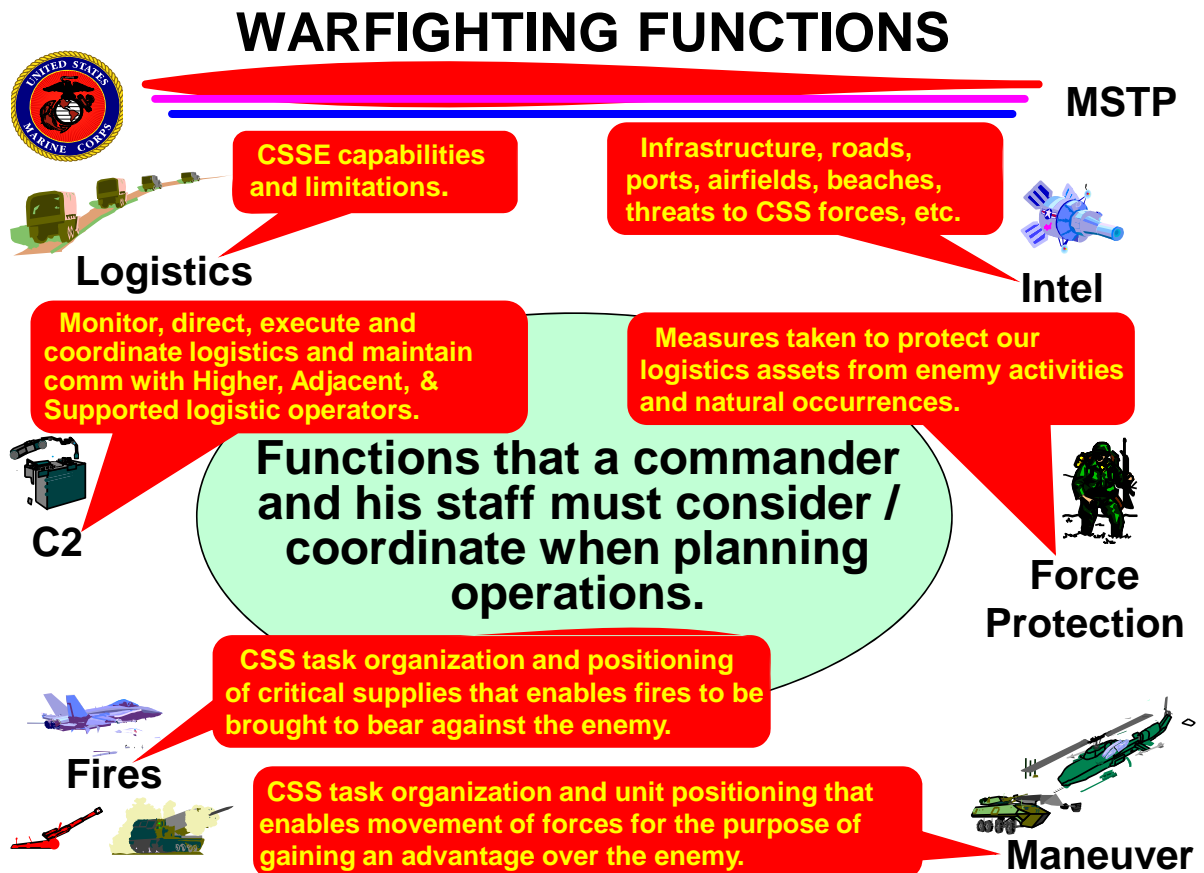 WARFIGHTING FUNCTIONS
UNITED STATES
MARINE CORPS
MSTP
CSSE capabilities
and limitations.
Logistics
Infrastructure, roads,
ports, airfields, beaches,
threats to CSS forces, etc.
Intel
Monitor, direct, execute and
coordinate logistics and maintain
comm with Higher, Adjacent, &
Supported logistic operators.
C2
Measures taken to protect our
logistics assets from enemy activities
and natural occurrences.
Force
Protection
Functions that a commander
and his staff must consider /
coordinate when planning
operations.
CSS task organization and positioning
of critical supplies that enables fires to be
brought to bear against the enemy.
Fires
CSS task organization and unit positioning that
enables movement of forces for the purpose of
gaining an advantage over the enemy.
Maneuver